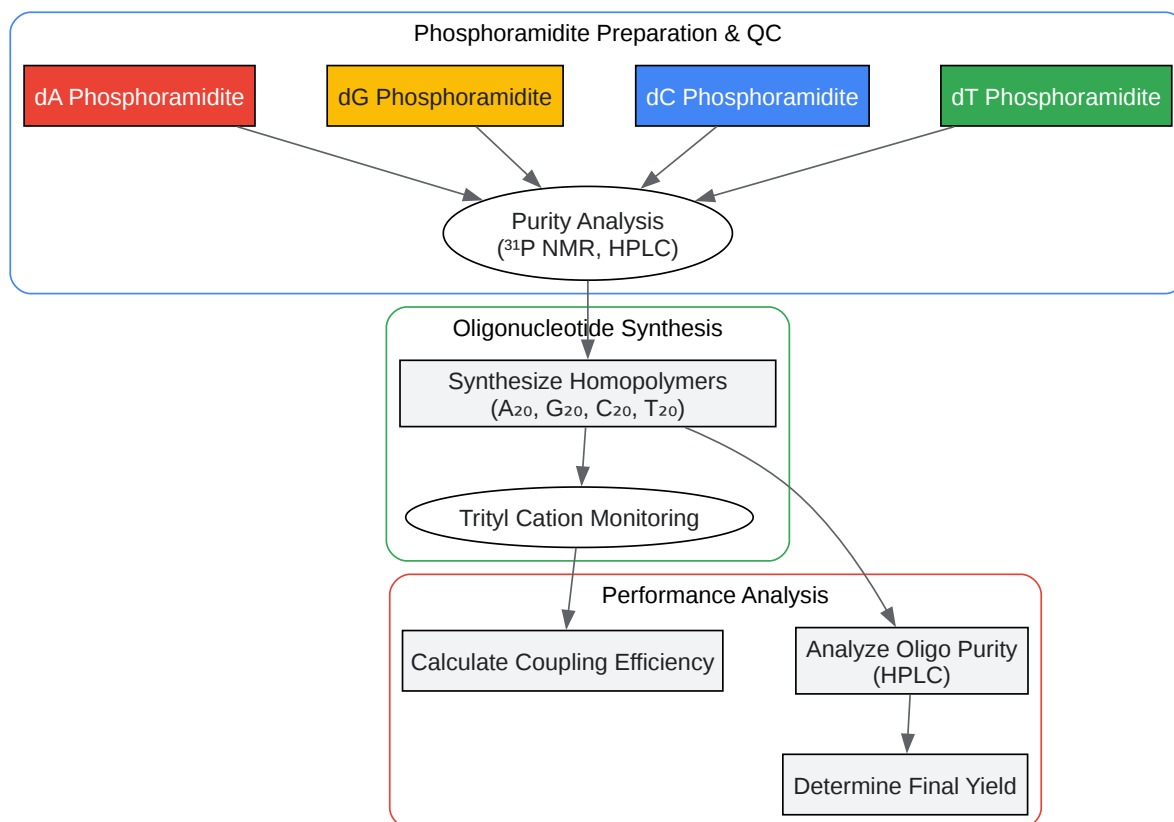 Phosphoramidite Preparation & QC
dA Phosphoramidite
dG Phosphoramidite
dC Phosphoramidite
dT Phosphoramidite
Purity Analysis
(³¹P NMR, HPLC)
Oligonucleotide Synthesis
Synthesize Homopolymers
(A₂₀, G₂₀, C₂₀, T₂₀)
Trityl Cation Monitoring
Performance Analysis
Calculate Coupling Efficiency
Analyze Oligo Purity
(HPLC)
Determine Final Yield